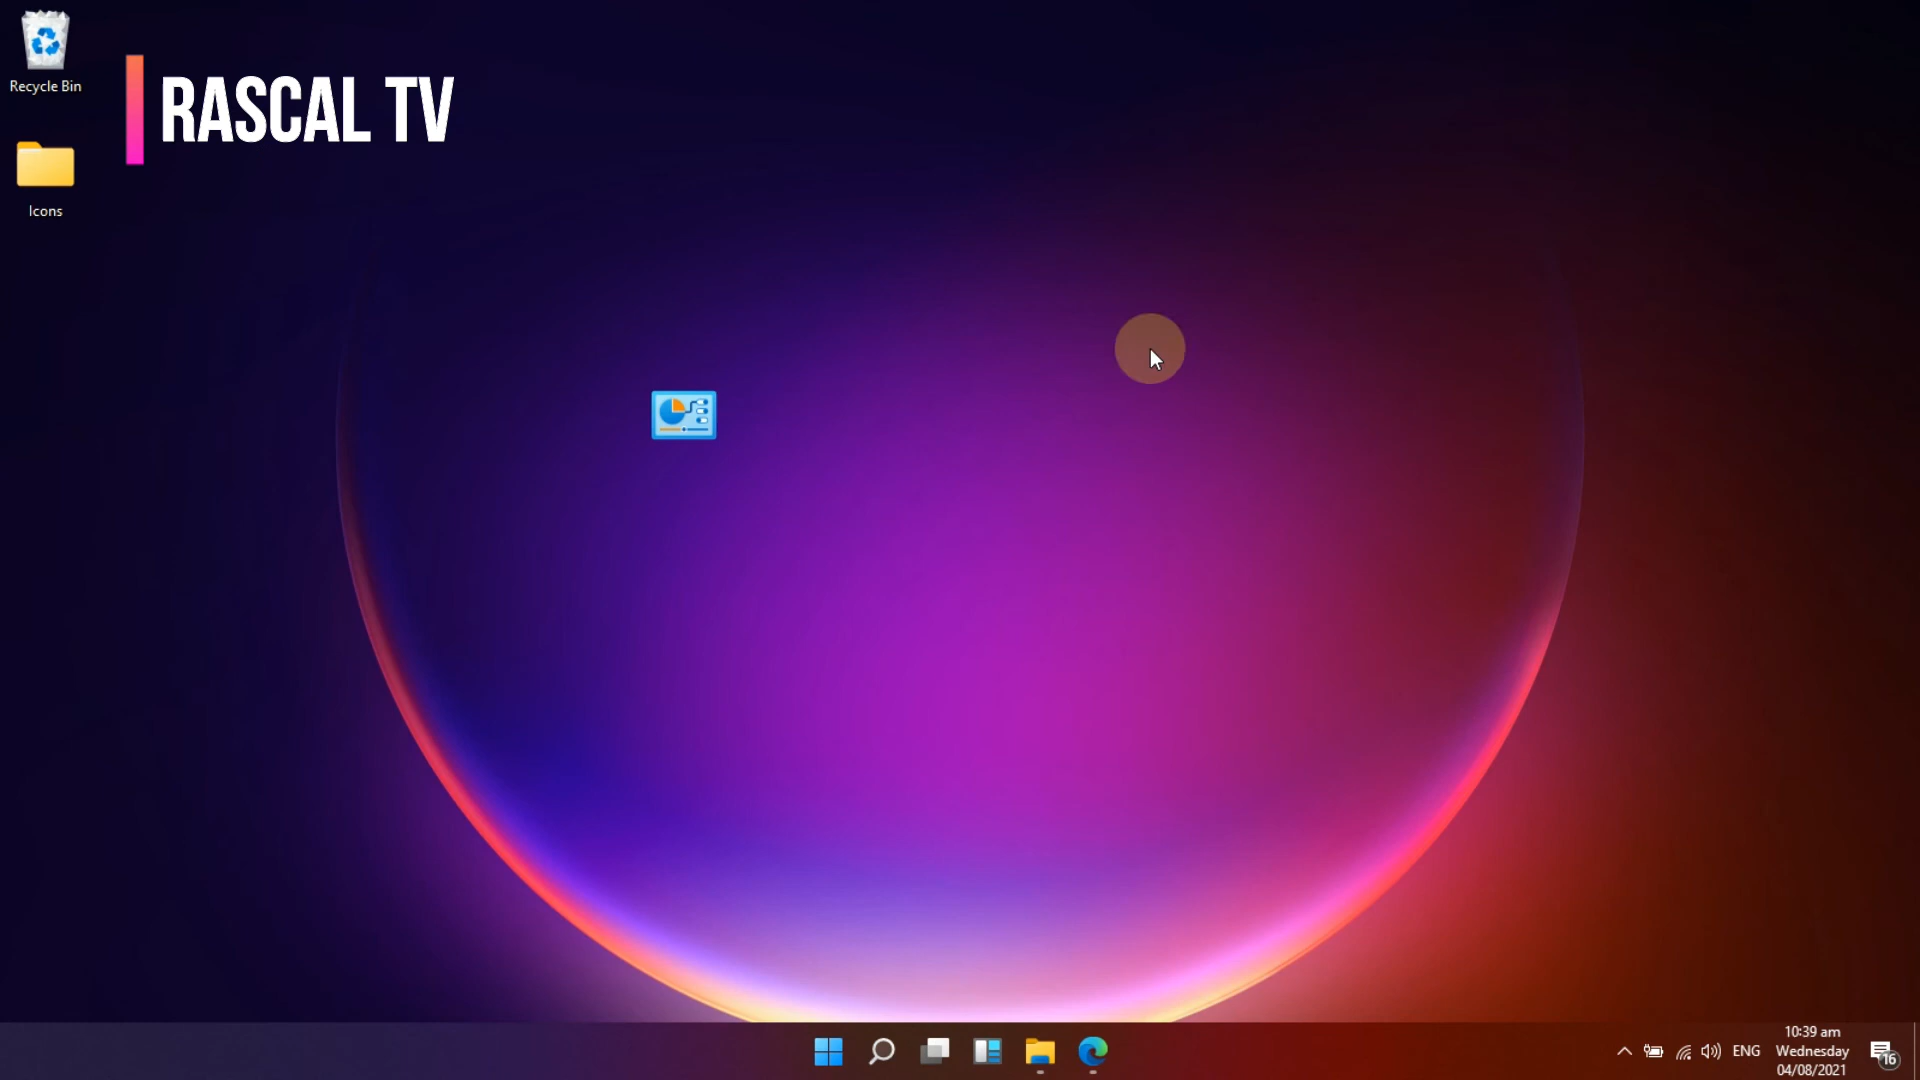 Recycle Bin
RASCAL TV
Icons
ENG
10:39 am
Wednesday
04/08/2021
16